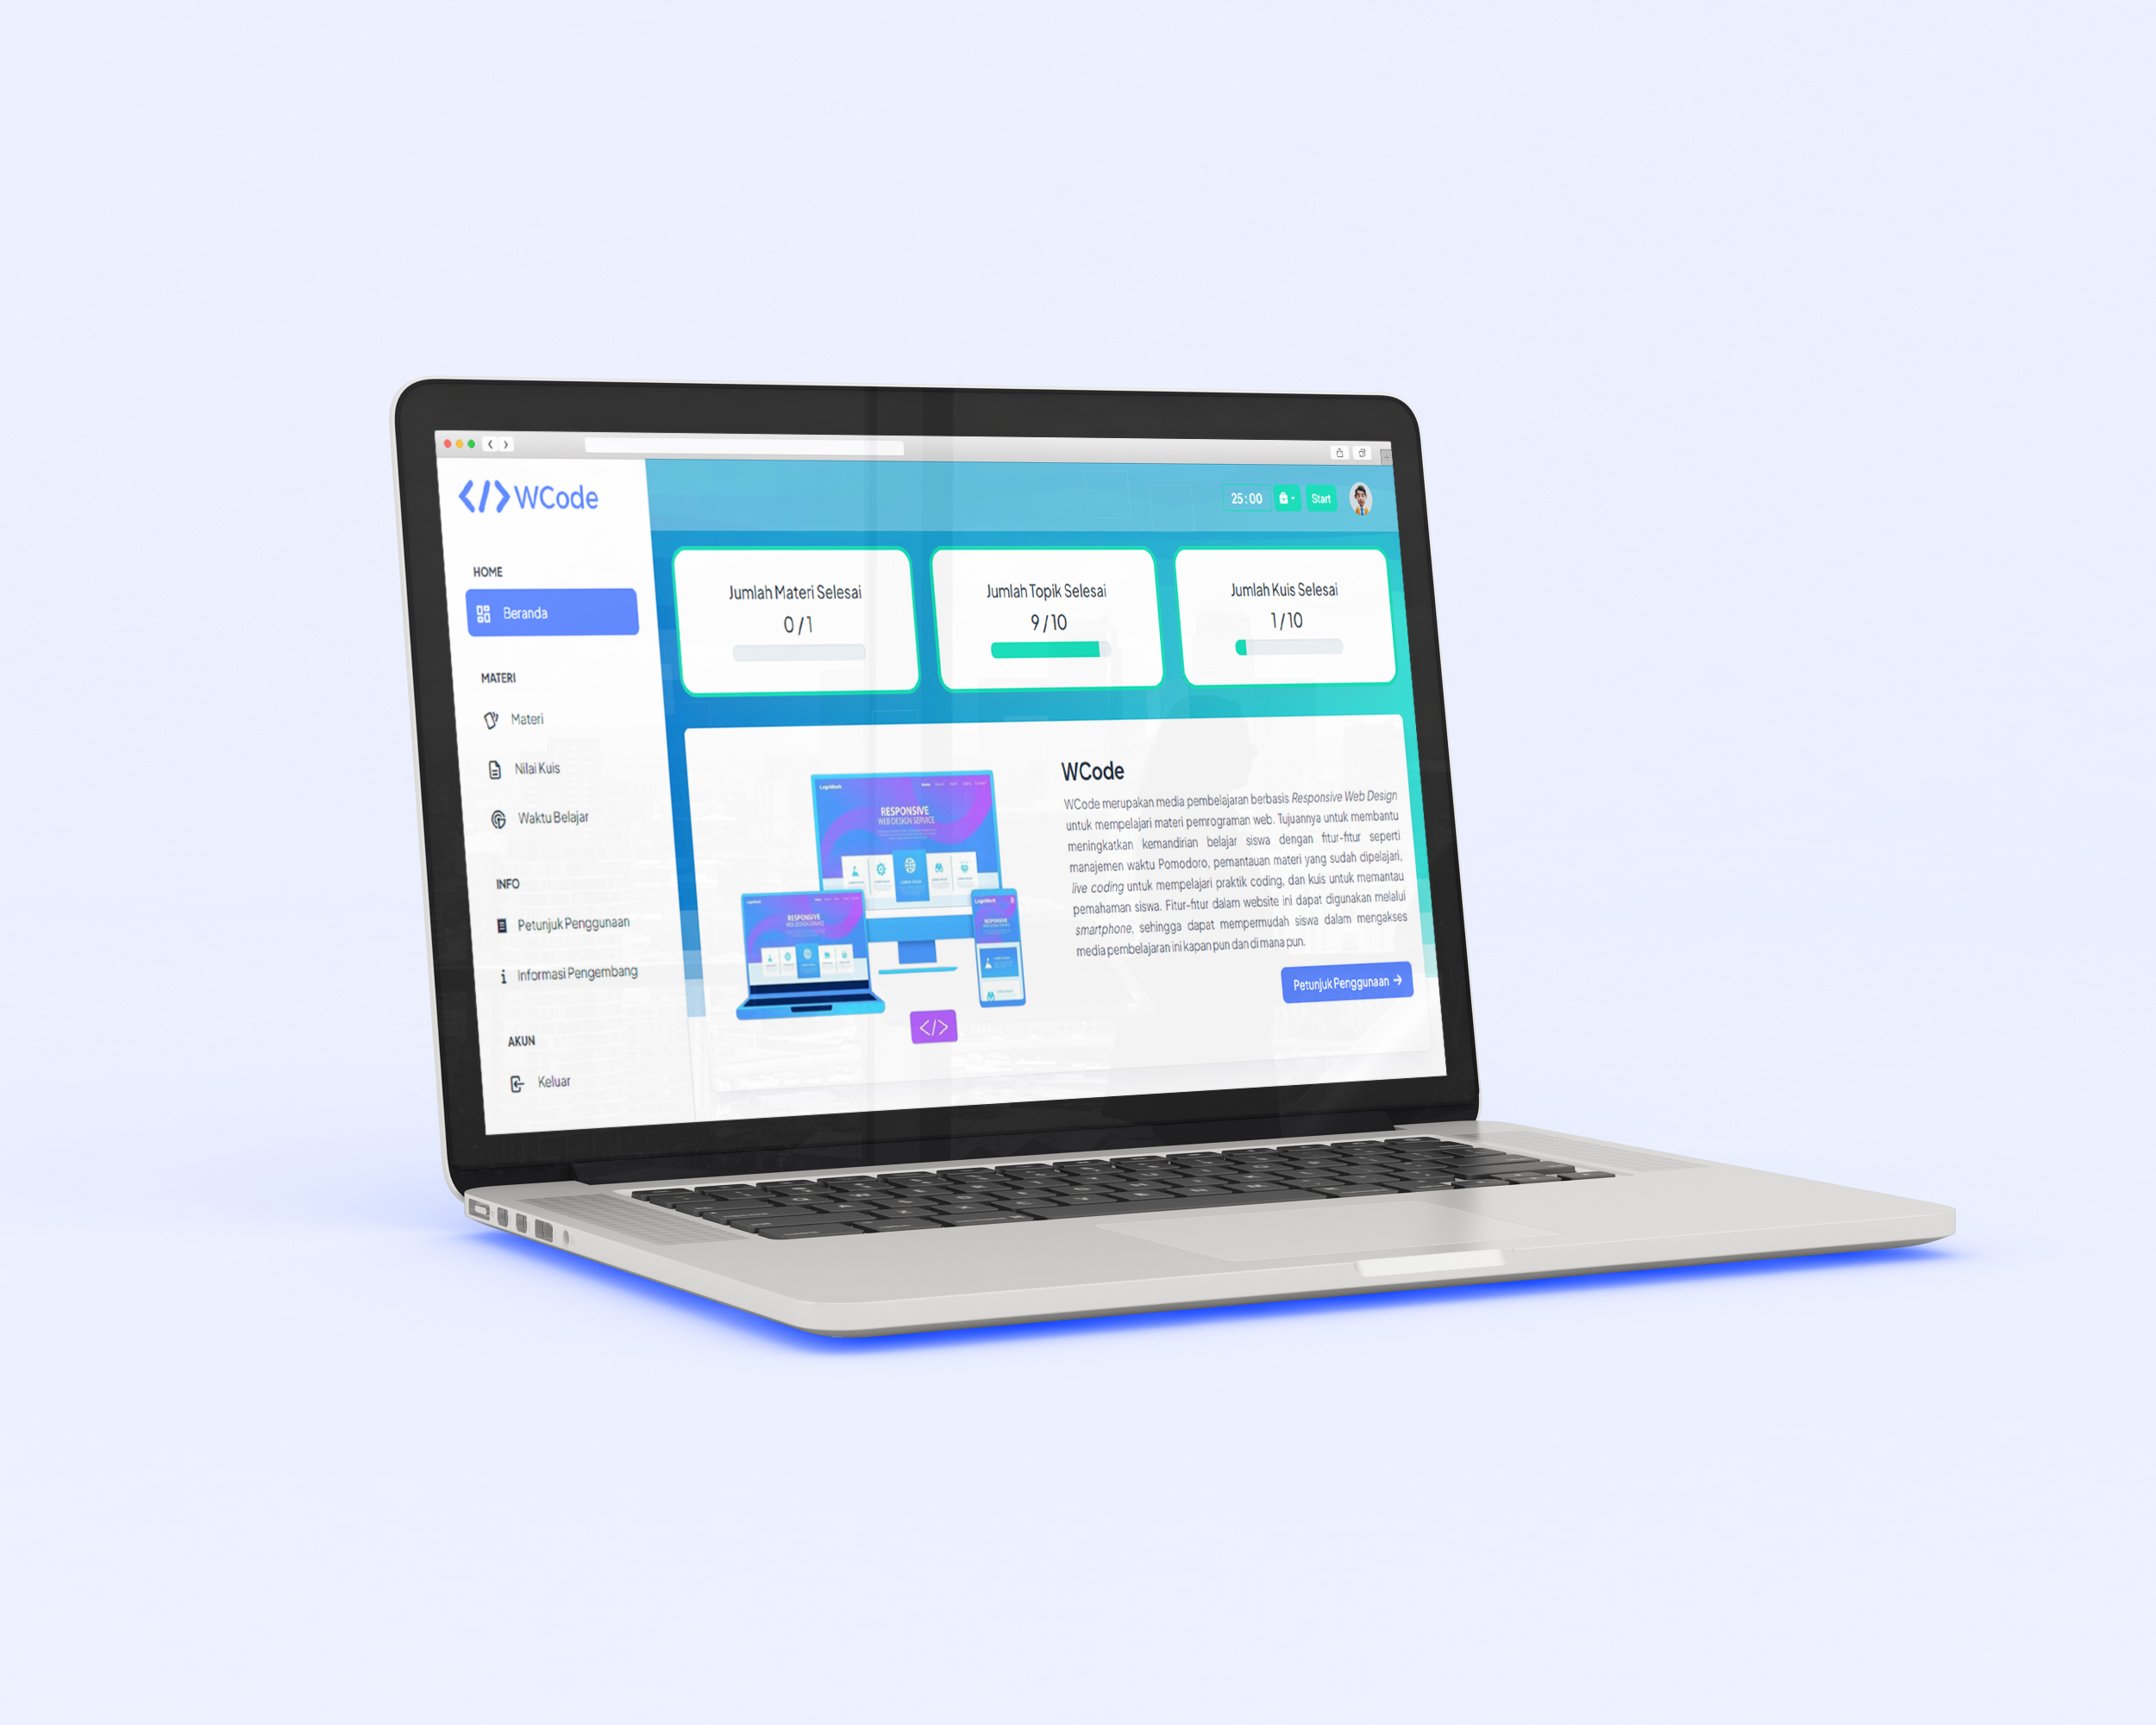 </> WCode
HOME
Beranda
MATERI
Materi
Nilai Kuis
Waktu Belajar
INFO
Petunjuk Penggunaan
Informasi Pengembang
AKUN
Keluar
25:00
Start
Jumlah Materi Selesai
0/1
Jumlah Topik Selesai
9/10
Jumlah Kuis Selesai
1/10
RESPONSIVE
WEB DESIGN SERVICE
RESPONSIVE
RESPONSIVE
</>
WCode
WCode merupakan media pembelajaran berbasis Responsive Web Design
untuk mempelajari materi pemrograman web. Tujuannya untuk membantu
meningkatkan kemandirian belajar siswa dengan fitur-fitur seperti
manajemen waktu Pomodoro, pemantauan materi yang sudah dipelajari,
live coding untuk mempelajari praktik coding, dan kuis untuk memantau
pemahaman siswa. Fitur-fitur dalam website ini dapat digunakan melalui
smartphone, sehingga dapat mempermudah siswa dalam mengakses
media pembelajaran ini kapan pun dan di mana pun.
Petunjuk Penggunaan →